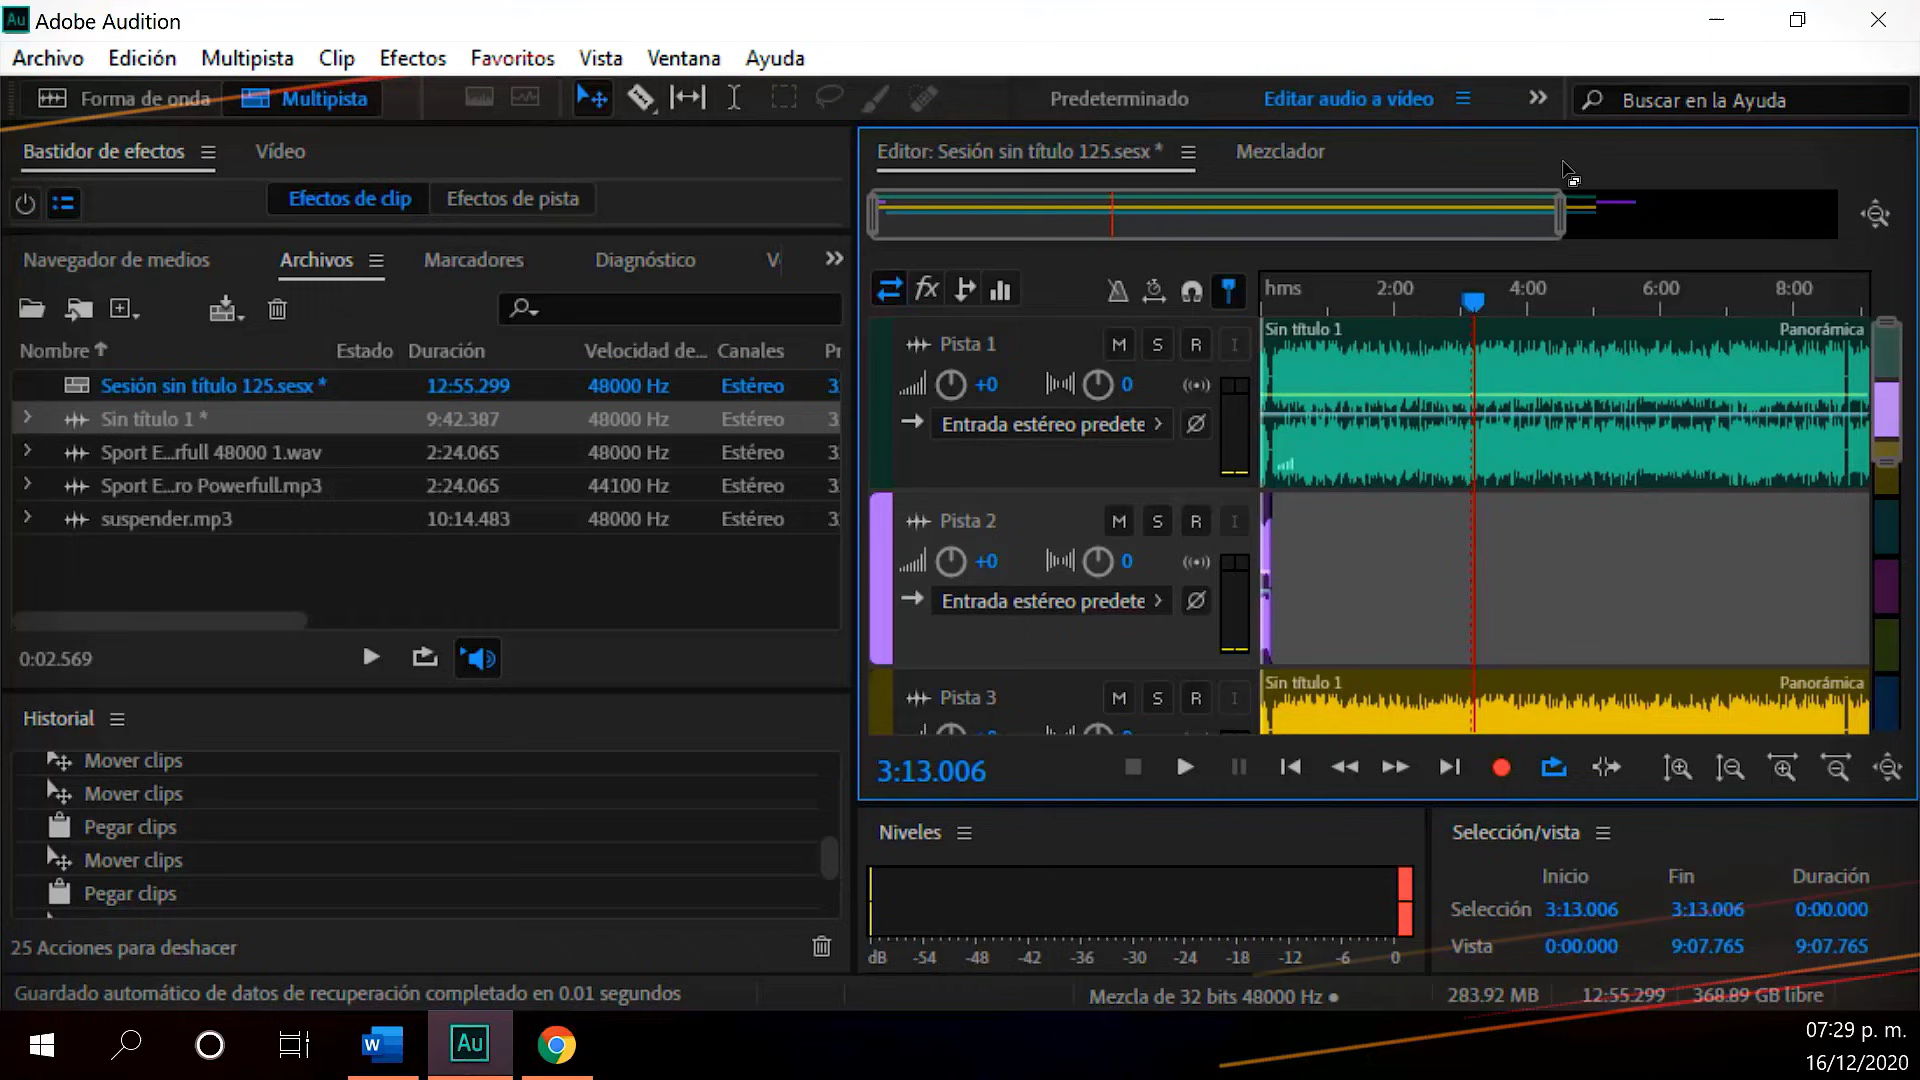 Au Adobe Audition
Archivo Edición Multipista Clip Efectos Favoritos Vista Ventana Ayuda
Forma de onda Multipista Predeterminado Editar audio a vídeo Buscar en la Ayuda
Bastidor de efectos Vídeo
Efectos de clip Efectos de pista
Navegador de medios Archivos Marcadores Diagnóstico
Nombre Estado Duración Velocidad de... Canales Pr
Sesión sin título 125.sesx * 12:55.299 48000 Hz Estéreo 3
Sin título 1 * 9:42.387 48000 Hz Estéreo 3
Sport E...rfull 48000 1.wav 2:24.065 48000 Hz Estéreo 3
Sport E...ro Powerfull.mp3 2:24.065 44100 Hz Estéreo 3
suspender.mp3 10:14.483 48000 Hz Estéreo 3
0:02.569
Historial
Mover clips
Mover clips
Pegar clips
Mover clips
Pegar clips
25 Acciones para deshacer
Editor: Sesión sin título 125.sesx * Mezclador
fx
hms 2:00 4:00 6:00 8:00
Pista 1 M S R I
+0 0
Entrada estéreo predete
Sin título 1 Panorámica
Pista 2 M S R I
+0 0
Entrada estéreo predete
Pista 3 M S R I
Sin título 1 Panorámica
3:13.006
Niveles
dB -54 -48 -42 -36 -30 -24 -18 -12 -6 0
Selección/vista
Inicio Fin Duración
Selección 3:13.006 3:13.006 0:00.000
Vista 0:00.000 9:07.765 9:07.765
Guardado automático de datos de recuperación completado en 0.01 segundos
Mezcla de 32 bits 48000 Hz 283.92 MB 12:55.299 368.89 GB libre
W Au
07:29 p. m.
16/12/2020